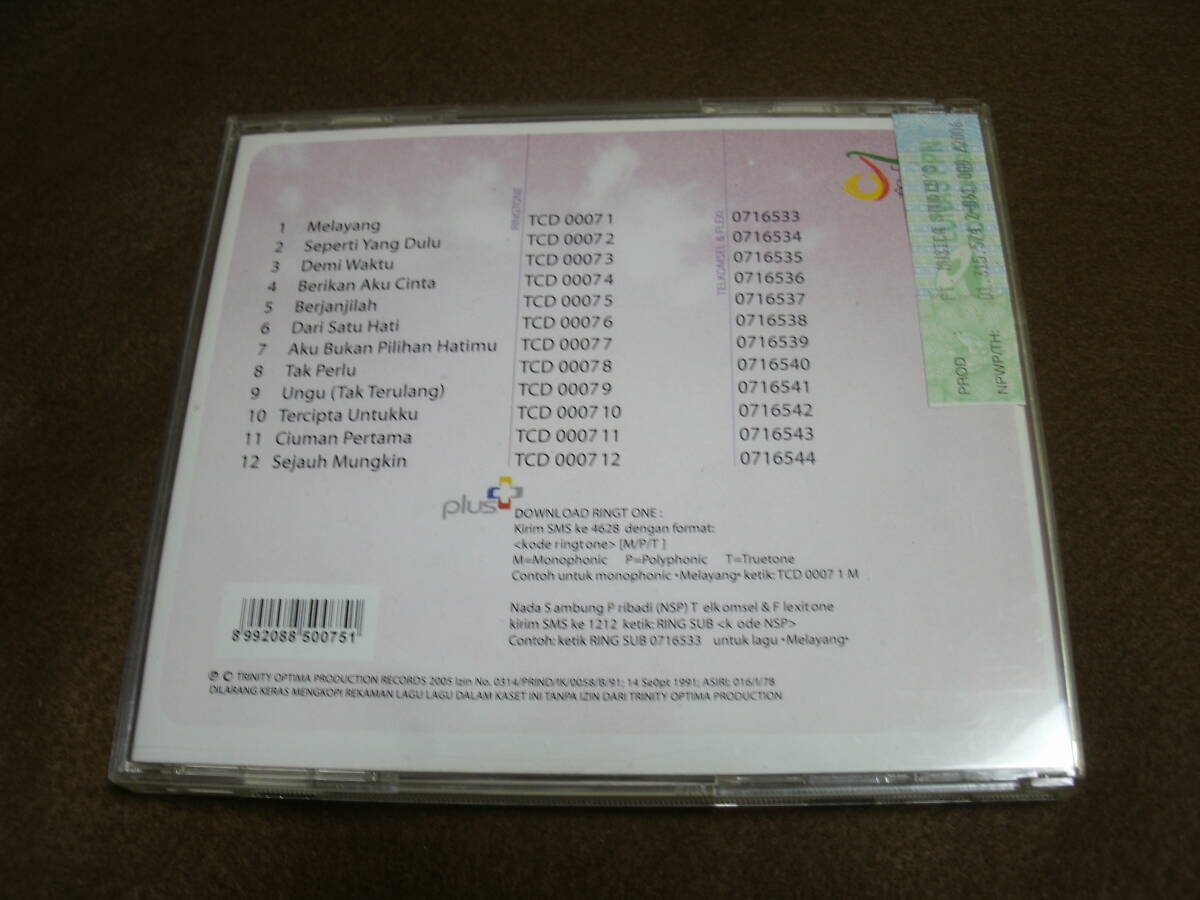 RINGTONE
TELKOMSEL & FLEXI
1 Melayang TCD 00071 0716533
2 Seperti Yang Dulu TCD 00072 0716534
3 Demi Waktu TCD 00073 0716535
4 Berikan Aku Cinta TCD 00074 0716536
5 Berjanjilah TCD 00075 0716537
6 Dari Satu Hati TCD 00076 0716538
7 Aku Bukan Pilihan Hatimu TCD 00077 0716539
8 Tak Perlu TCD 00078 0716540
9 Ungu (Tak Terulang) TCD 00079 0716541
10 Tercipta Untukku TCD 000710 0716542
11 Ciuman Pertama TCD 000711 0716543
12 Sejauh Mungkin TCD 000712 0716544
plus
DOWNLOAD RINGT ONE :
Kirim SMS ke 4628 dengan format:
<kode ringtone> [M/P/T ]
M=Monophonic P=Polyphonic T=Truetone
Contoh untuk monophonic •Melayang• ketik: TCD 0007 1 M
Nada S ambung P ribadi (NSP) T elkomsel & F lexitone
kirim SMS ke 1212 ketik: RING SUB <k ode NSP>
Contoh: ketik RING SUB 0716533 untuk lagu •Melayang•
8 992088 500751
℗ © TRINITY OPTIMA PRODUCTION RECORDS 2005 Izin No. 0314/PRIND/IK/0058/8/91; 14 Se0pt 1991; ASIRI; 016/I/78
DILARANG KERAS MENGKOPI REKAMAN LAGU LAGU DALAM KASET INI TANPA IZIN DARI TRINITY OPTIMA PRODUCTION
PROD :
NPWP/TH: